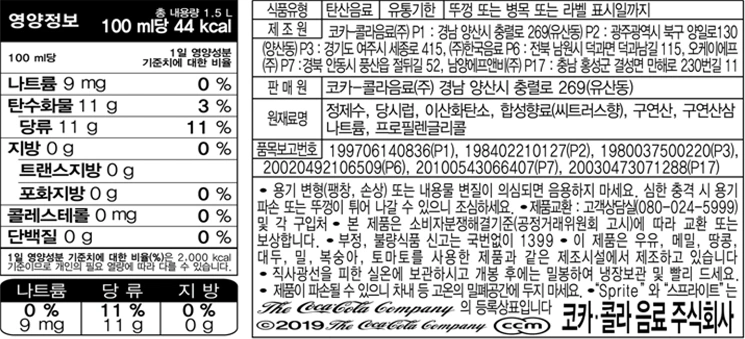 영양정보 총 내용량 1.5 L
100 ml당 44 kcal
100 ml당 1일 영양성분 기준치에 대한 비율
나트륨 9 mg 0 %
탄수화물 11 g 3 %
당류 11 g 11 %
지방 0 g 0 %
트랜스지방 0 g
포화지방 0 g 0 %
콜레스테롤 0 mg 0 %
단백질 0 g 0 %
1일 영양성분 기준치에 대한 비율(%)은 2,000 kcal
기준이므로 개인의 필요 열량에 따라 다를 수 있습니다.
나트륨 당 류 지 방
0 % 11 % 0 %
9 mg 11 g 0 g
식품유형 탄산음료 유통기한 뚜껑 또는 병목 또는 라벨 표시일까지
제 조 원 코카-콜라음료(주) P1 : 경남 양산시 충렬로 269(유산동) P2 : 광주광역시 북구 양일로130
(양산동) P3 : 경기도 여주시 세종로 415, (주)한국음료 P6 : 전북 남원시 덕과면 덕과남길 115, 오케이에프
(주) P7 : 경북 안동시 풍산읍 절뒤길 52, 남양에프앤비(주) P17 : 충남 홍성군 결성면 만해로 230번길 11
판 매 원 코카-콜라음료(주) 경남 양산시 충렬로 269(유산동)
원재료명 정제수, 당시럽, 이산화탄소, 합성향료(씨트러스향), 구연산, 구연산삼
나트륨, 프로필렌글리콜
품목보고번호 199706140836(P1), 198402210127(P2), 1980037500220(P3),
20020492106509(P6), 20100543066407(P7), 20030473071288(P17)
• 용기 변형(팽창, 손상) 또는 내용물 변질이 의심되면 음용하지 마세요. 심한 충격 시 용기
파손 또는 뚜껑이 튀어 나갈 수 있으니 조심하세요. •제품교환 : 고객상담실(080-024-5999)
및 각 구입처 • 본 제품은 소비자분쟁해결기준(공정거래위원회 고시)에 따라 교환 또는
보상합니다. • 부정, 불량식품 신고는 국번없이 1399 • 이 제품은 우유, 메밀, 땅콩,
대두, 밀, 복숭아, 토마토를 사용한 제품과 같은 제조시설에서 제조하고 있습니다
• 직사광선을 피한 실온에 보관하시고 개봉 후에는 밀봉하여 냉장보관 및 빨리 드세요.
• 제품이 파손될 수 있으니 차내 등 고온의 밀폐공간에 두지 마세요. •“Sprite” 와 “스프라이트”는
The Coca-Cola Company 의 등록상표입니다
©2019 The Coca-Cola Company ccm 코카·콜라 음료 주식회사